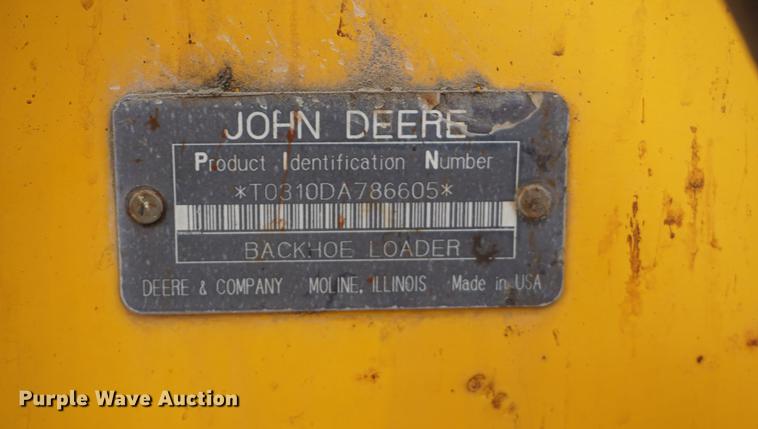 JOHN DEERE
Product Identification Number
*T0310DA786605*
BACKHOE LOADER
DEERE & COMPANY MOLINE, ILLINOIS Made in USA
Purple Wave Auction